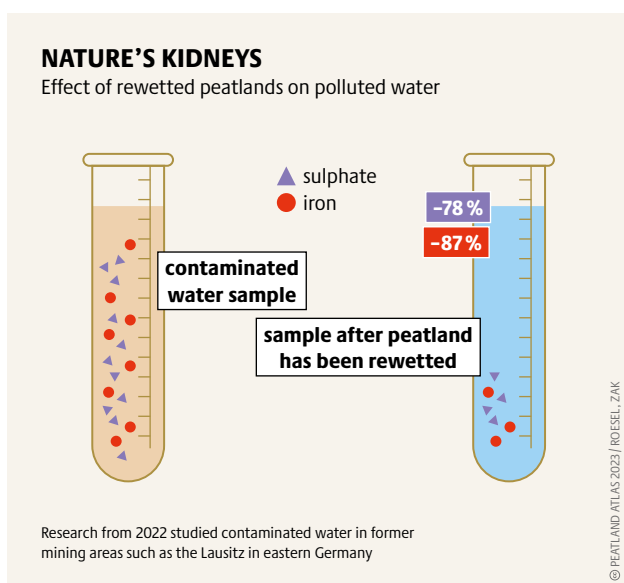 NATURE'S KIDNEYS
Effect of rewetted peatlands on polluted water
sulphate
iron
–78 %
–87 %
contaminated
water sample
sample after peatland
has been rewetted
Research from 2022 studied contaminated water in former
mining areas such as the Lausitz in eastern Germany
© PEATLAND ATLAS 2023 / ROESEL, ZAK